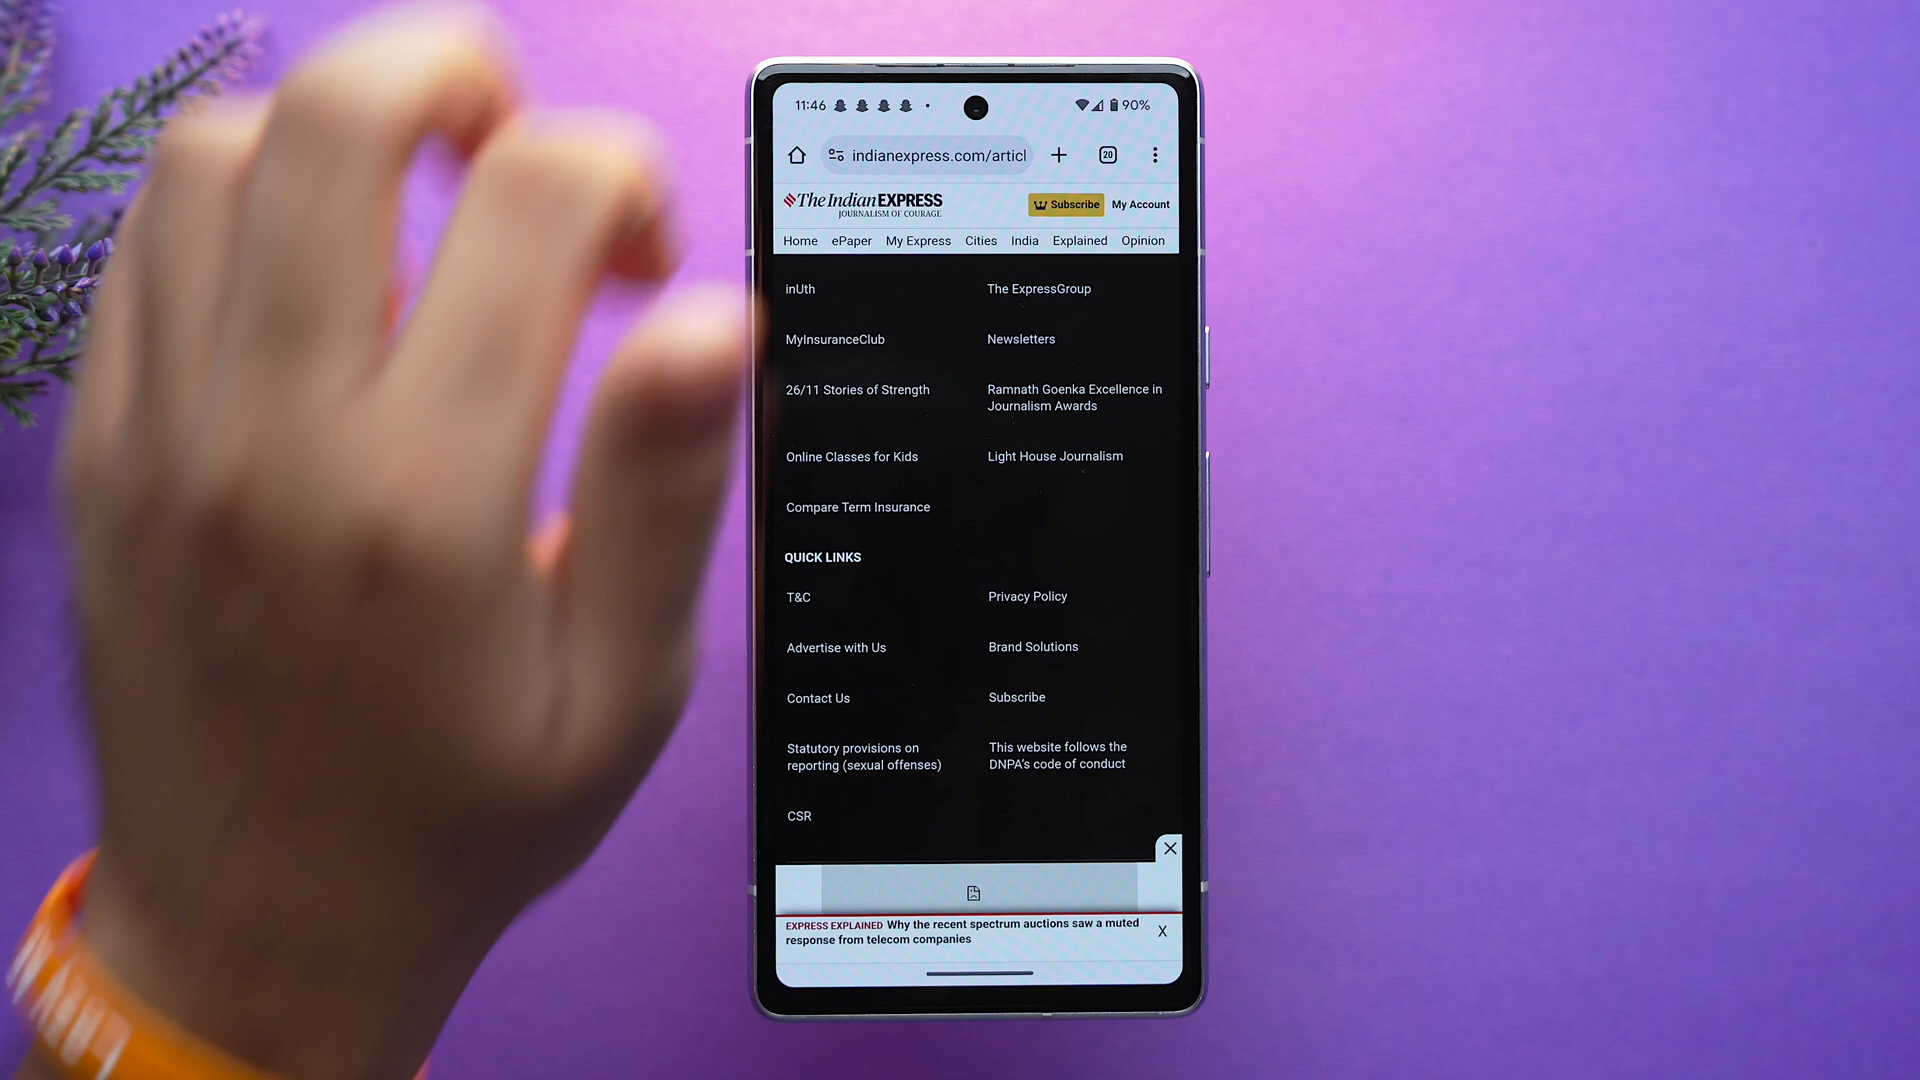 11:46
90%
indianexpress.com/articl
20
The Indian EXPRESS
JOURNALISM OF COURAGE
Subscribe
My Account
Home ePaper My Express Cities India Explained Opinion
inUth
The ExpressGroup
MyInsuranceClub
Newsletters
26/11 Stories of Strength
Ramnath Goenka Excellence in
Journalism Awards
Online Classes for Kids
Light House Journalism
Compare Term Insurance
QUICK LINKS
T&C
Privacy Policy
Advertise with Us
Brand Solutions
Contact Us
Subscribe
Statutory provisions on
reporting (sexual offenses)
This website follows the
DNPA’s code of conduct
CSR
EXPRESS EXPLAINED Why the recent spectrum auctions saw a muted
response from telecom companies
X